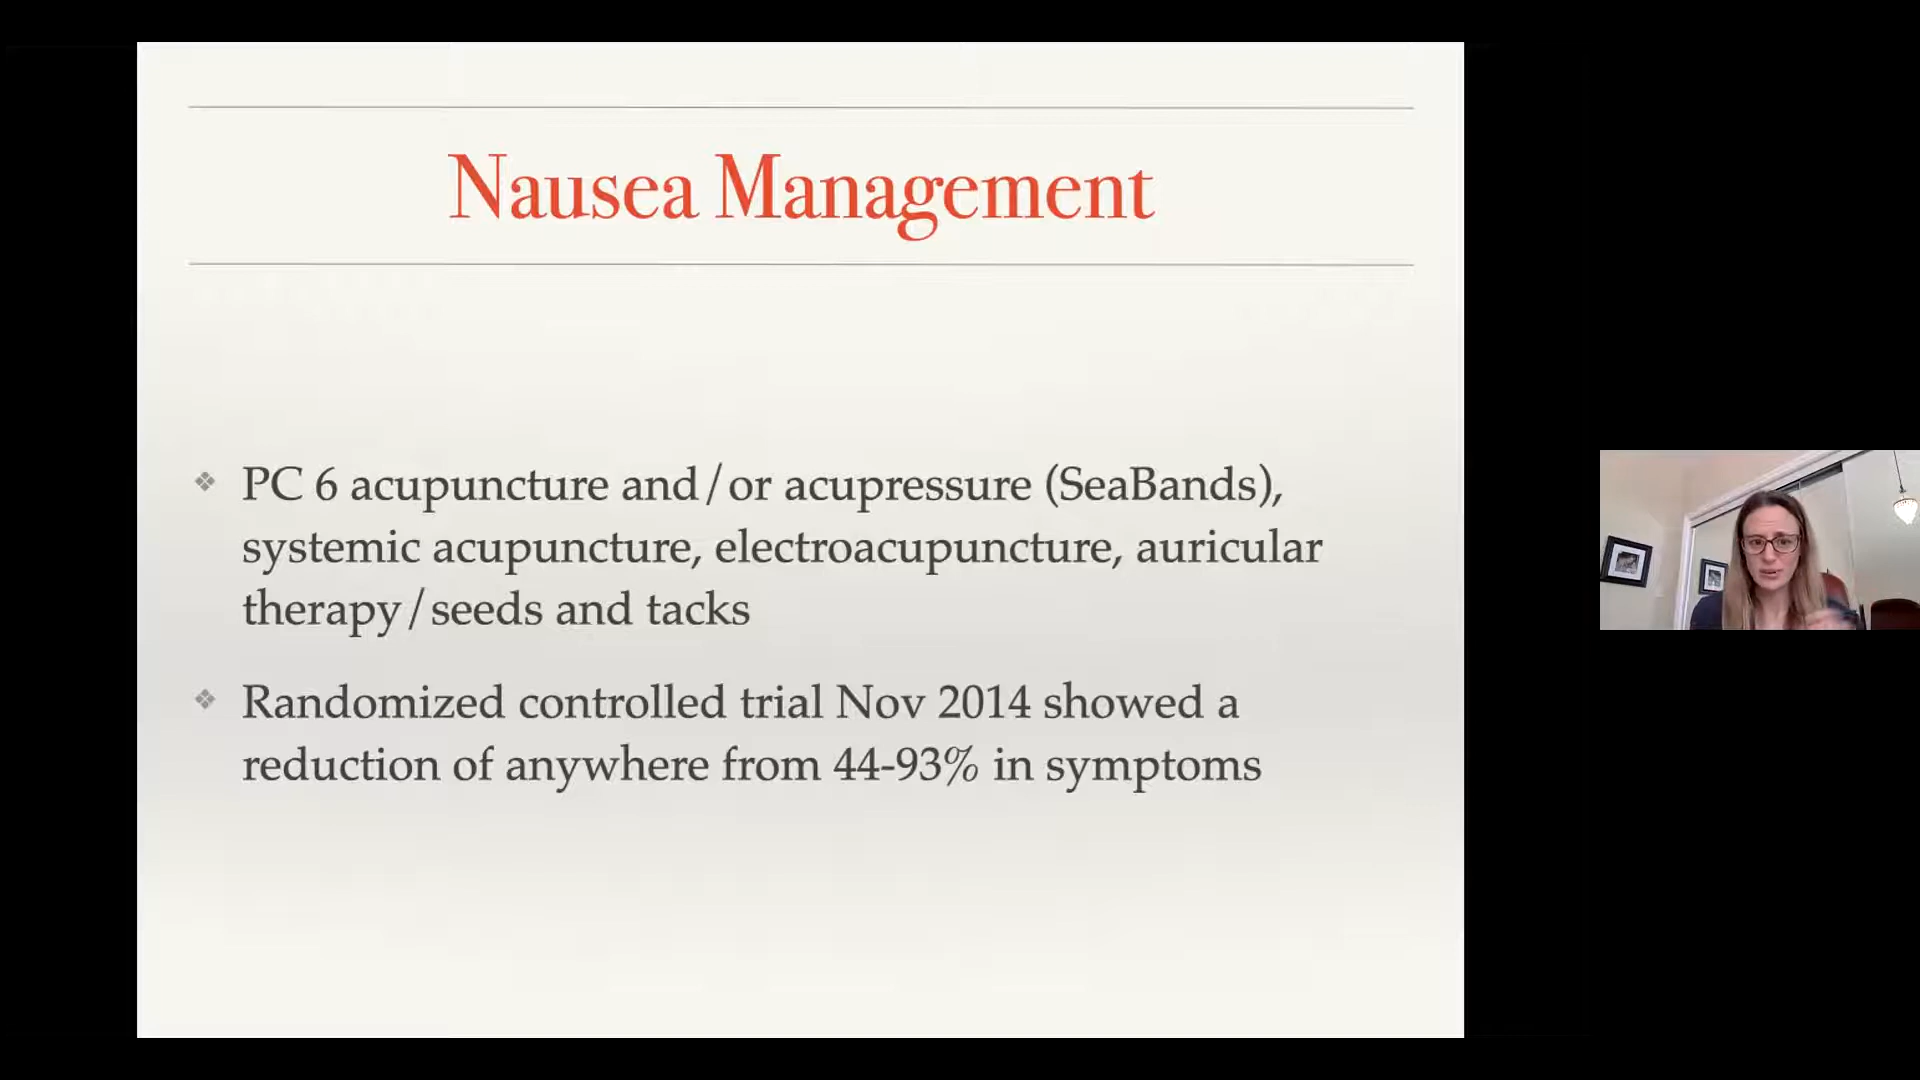 Nausea Management
PC 6 acupuncture and/or acupressure (SeaBands),
systemic acupuncture, electroacupuncture, auricular
therapy/seeds and tacks
Randomized controlled trial Nov 2014 showed a
reduction of anywhere from 44-93% in symptoms